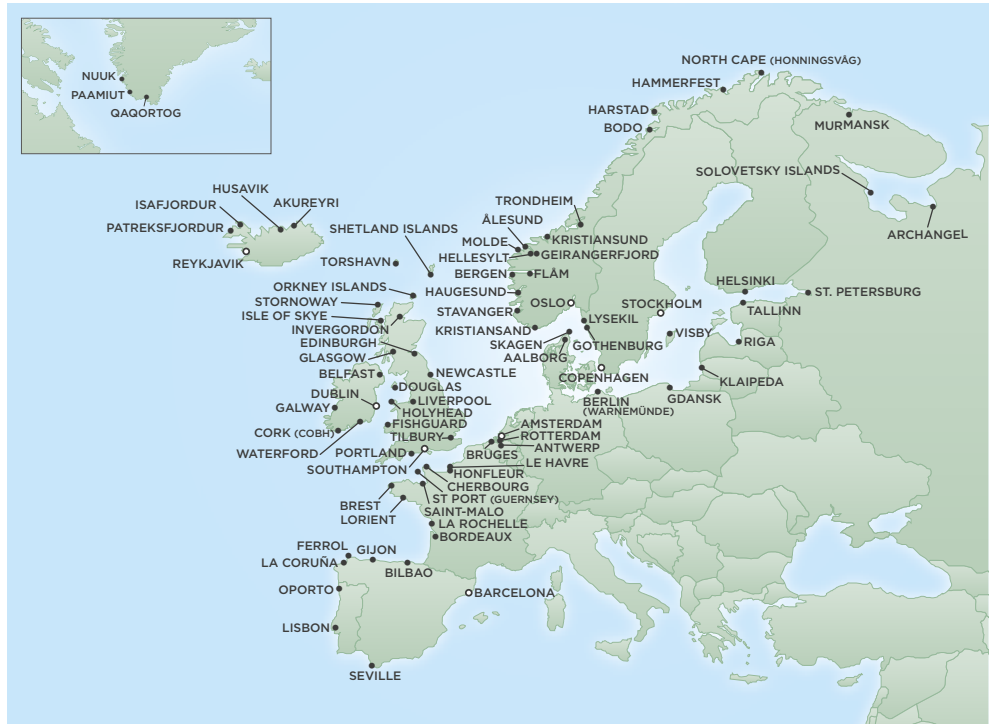 NUUK
PAAMIUT
QAQORTOG
NORTH CAPE (HONNINGSVÅG)
HAMMERFEST
HARSTAD
BODO
MURMANSK
SOLOVETSKY ISLANDS
ARCHANGEL
HUSAVIK
ISAFJORDUR
AKUREYRI
PATREKSFJORDUR
REYKJAVIK
SHETLAND ISLANDS
TORSHAVN
TRONDHEIM
ÅLESUND
MOLDE
KRISTIANSUND
HELLESYLT
GEIRANGERFJORD
BERGEN
FLÅM
ORKNEY ISLANDS
HAUGESUND
OSLO
STOCKHOLM
HELSINKI
ST. PETERSBURG
STORNOWAY
ISLE OF SKYE
STAVANGER
LYSEKIL
TALLINN
INVERGORDON
KRISTIANSAND
VISBY
EDINBURGH
SKAGEN
GOTHENBURG
RIGA
GLASGOW
AALBORG
BELFAST
NEWCASTLE
COPENHAGEN
KLAIPEDA
DOUGLAS
DUBLIN
LIVERPOOL
BERLIN
(WARNEMÜNDE)
GDANSK
GALWAY
HOLYHEAD
FISHGUARD
AMSTERDAM
CORK (COBH)
TILBURY
ROTTERDAM
WATERFORD
PORTLAND
BRUGES
ANTWERP
SOUTHAMPTON
LE HAVRE
HONFLEUR
CHERBOURG
ST PORT (GUERNSEY)
BREST
SAINT-MALO
LORIENT
LA ROCHELLE
BORDEAUX
FERROL
GIJON
LA CORUÑA
BILBAO
OPORTO
BARCELONA
LISBON
SEVILLE